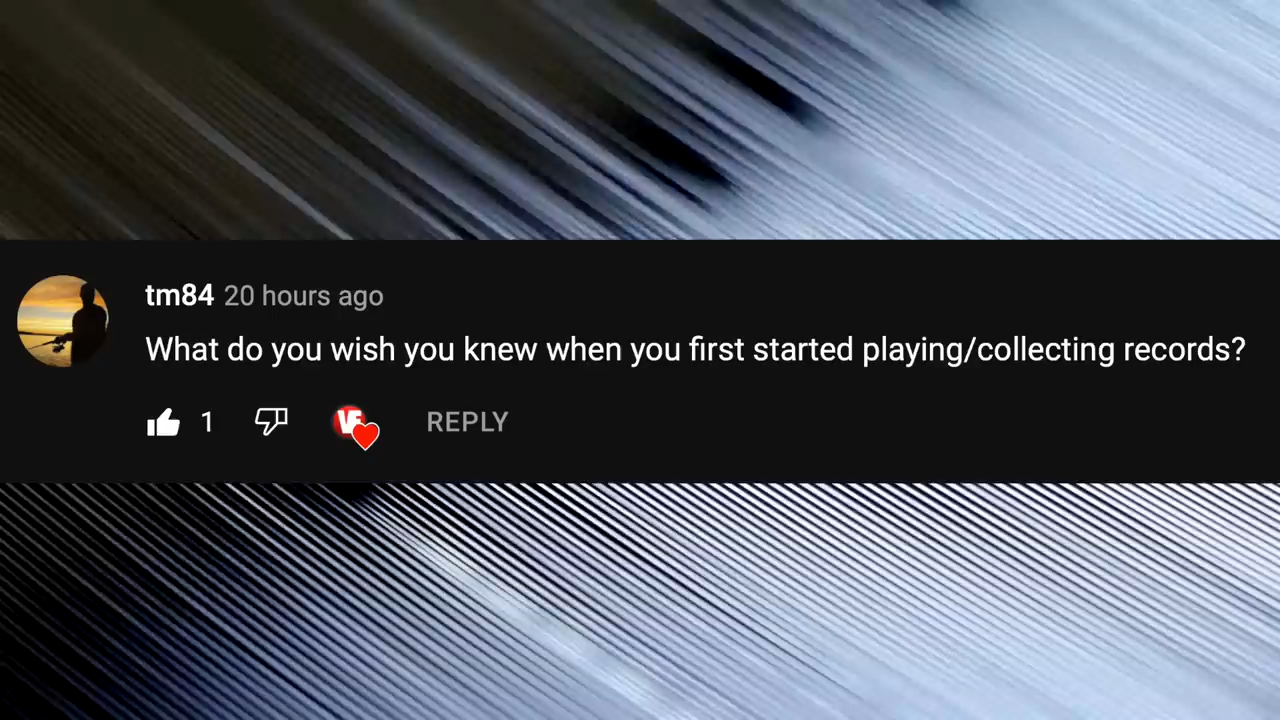 tm84 20 hours ago
What do you wish you knew when you first started playing/collecting records?
1 VF REPLY